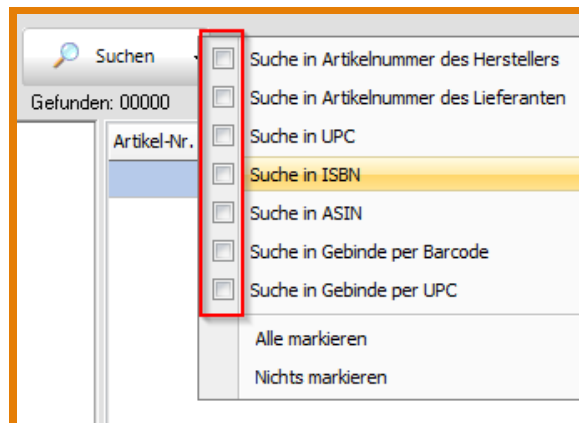 Suchen
Suche in Artikelnummer des Herstellers
Gefunden: 00000
Suche in Artikelnummer des Lieferanten
Artikel-Nr.
Suche in UPC
Suche in ISBN
Suche in ASIN
Suche in Gebinde per Barcode
Suche in Gebinde per UPC
Alle markieren
Nichts markieren